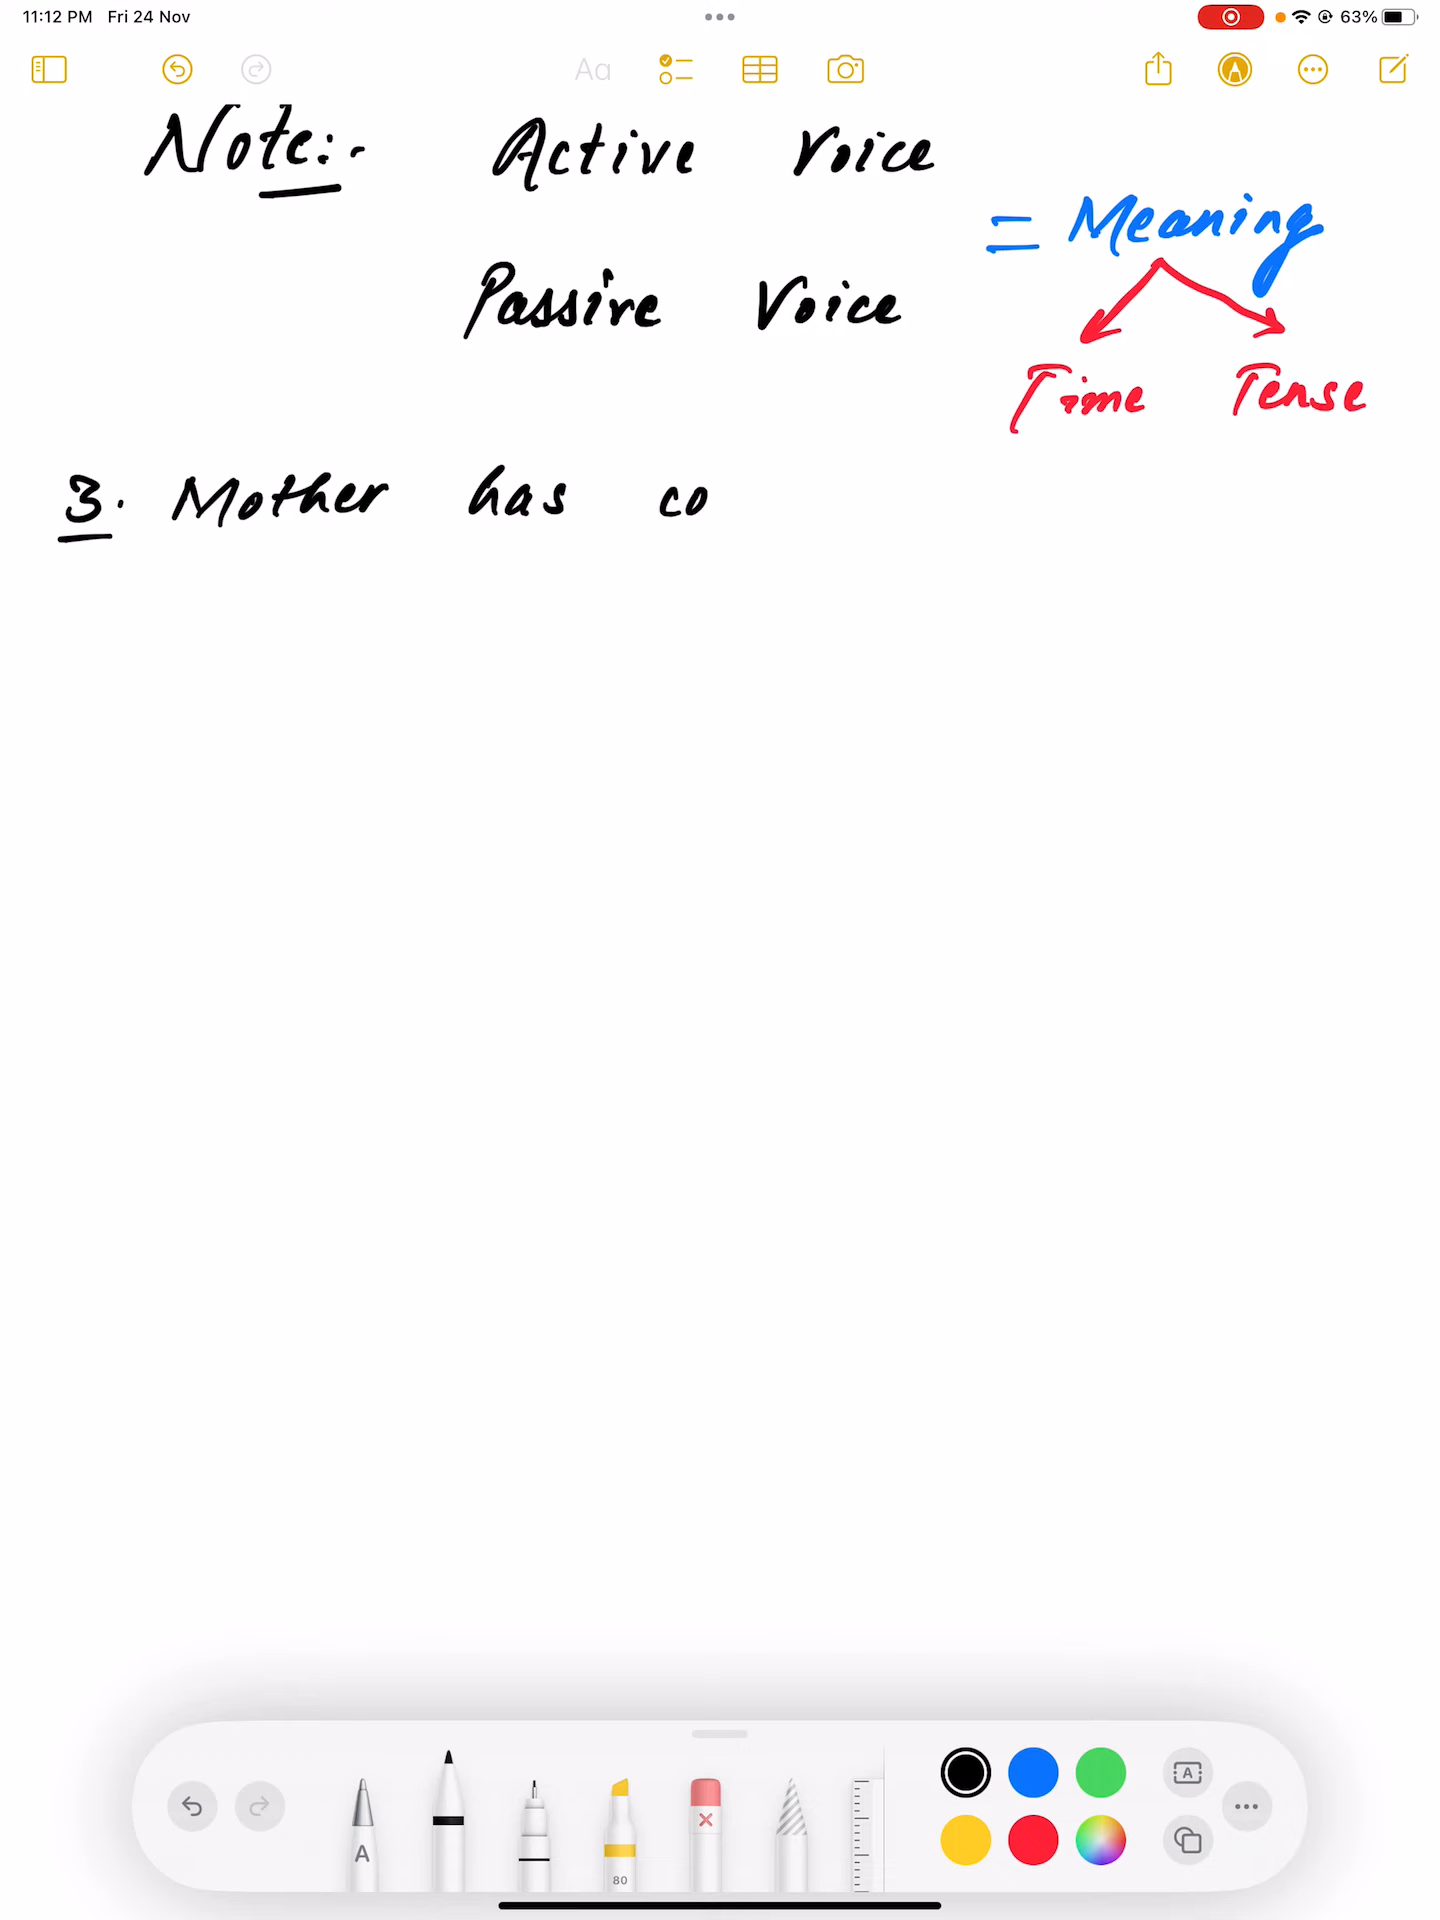 11:12 PM Fri 24 Nov 63%
Aa
Note:- Active Voice
= Meaning
Passive Voice
Time Tense
3. Mother has co
A
A
80